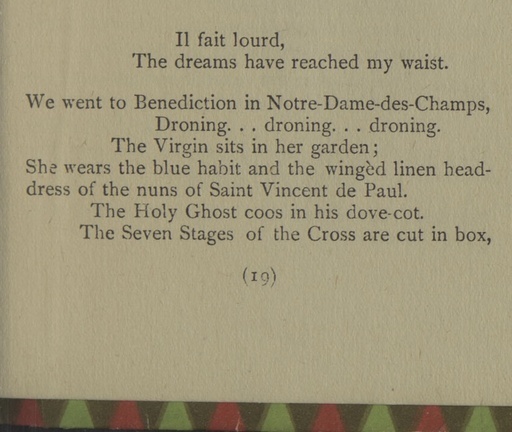 Il fait lourd,
The dreams have reached my waist.
We went to Benediction in Notre-Dame-des-Champs,
Droning. . . droning. . . droning.
The Virgin sits in her garden;
She wears the blue habit and the wingèd linen head-
dress of the nuns of Saint Vincent de Paul.
The Holy Ghost coos in his dove-cot.
The Seven Stages of the Cross are cut in box,
(19)